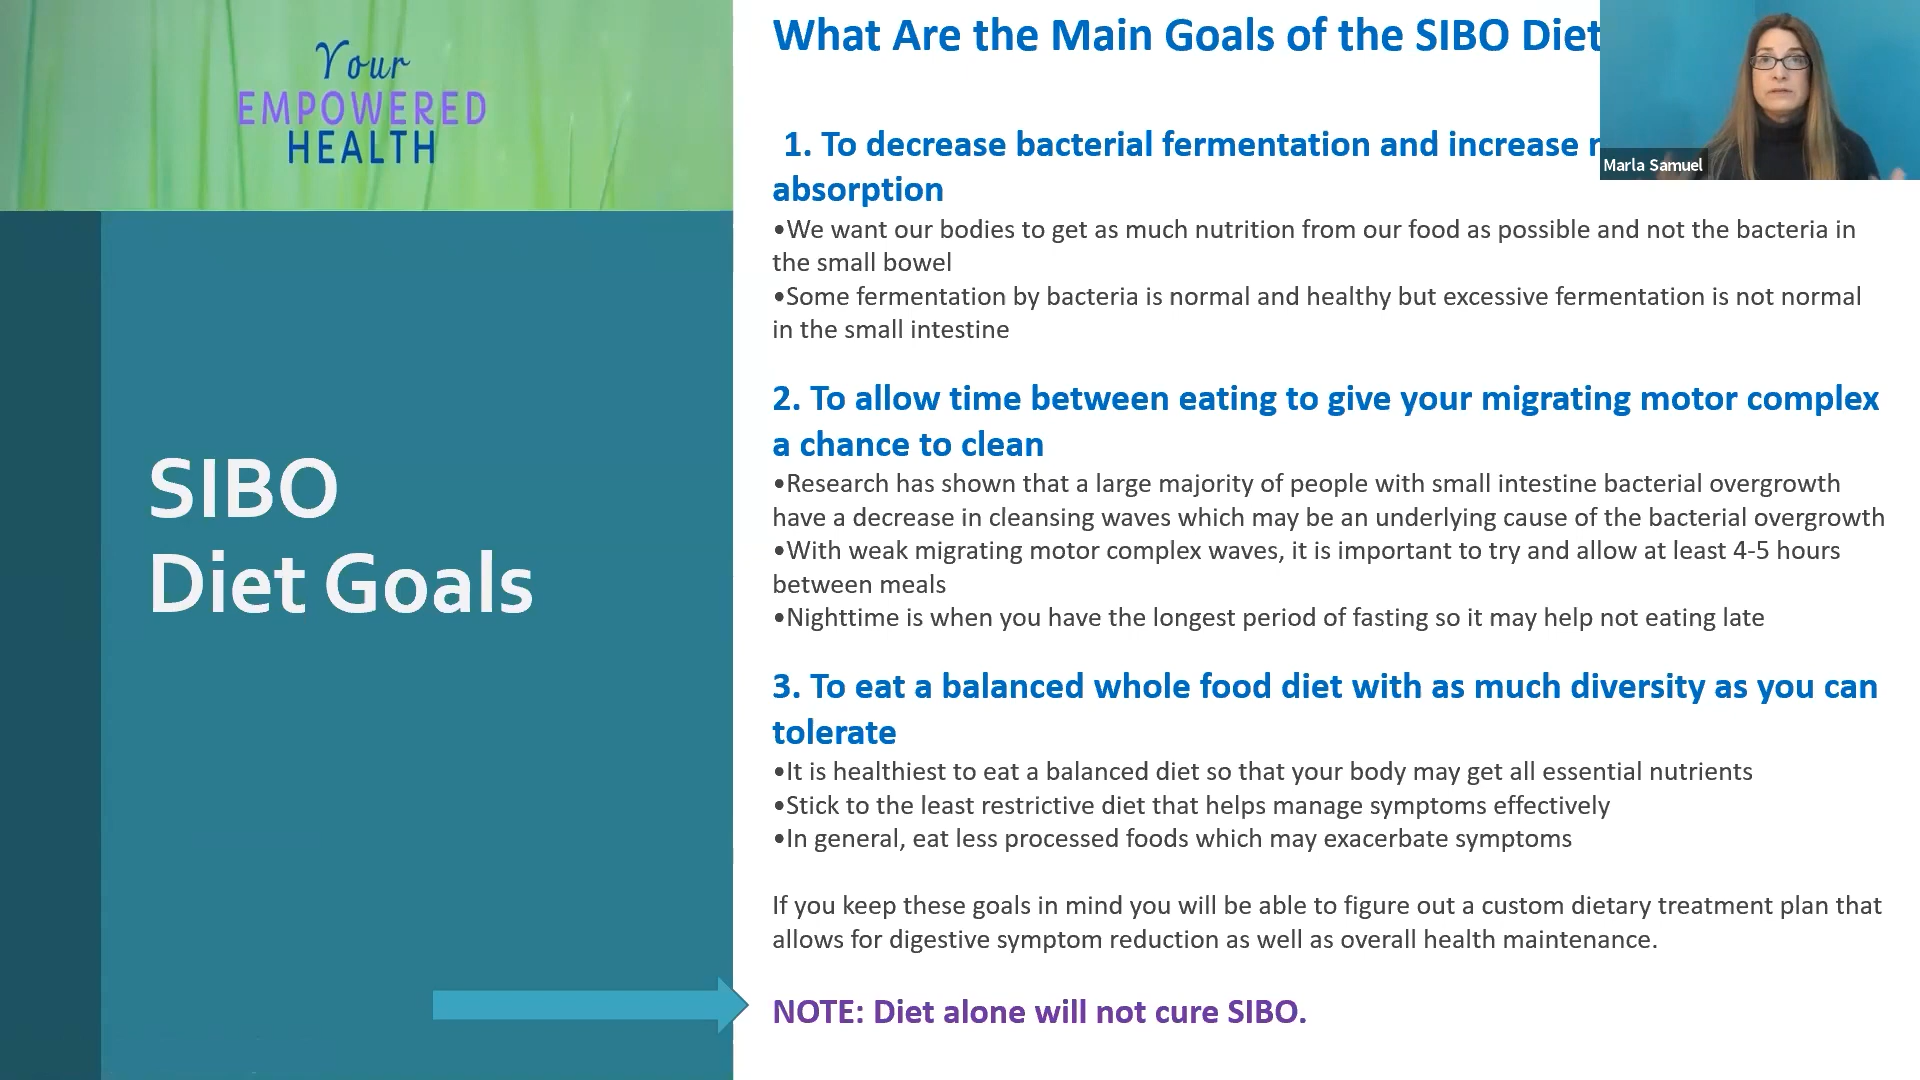 Your
EMPOWERED
HEALTH
SIBO
Diet Goals
What Are the Main Goals of the SIBO Diet
1. To decrease bacterial fermentation and increase
absorption
•We want our bodies to get as much nutrition from our food as possible and not the bacteria in
the small bowel
•Some fermentation by bacteria is normal and healthy but excessive fermentation is not normal
in the small intestine
2. To allow time between eating to give your migrating motor complex
a chance to clean
•Research has shown that a large majority of people with small intestine bacterial overgrowth
have a decrease in cleansing waves which may be an underlying cause of the bacterial overgrowth
•With weak migrating motor complex waves, it is important to try and allow at least 4-5 hours
between meals
•Nighttime is when you have the longest period of fasting so it may help not eating late
3. To eat a balanced whole food diet with as much diversity as you can
tolerate
•It is healthiest to eat a balanced diet so that your body may get all essential nutrients
•Stick to the least restrictive diet that helps manage symptoms effectively
•In general, eat less processed foods which may exacerbate symptoms
If you keep these goals in mind you will be able to figure out a custom dietary treatment plan that
allows for digestive symptom reduction as well as overall health maintenance.
NOTE: Diet alone will not cure SIBO.
Marla Samuel